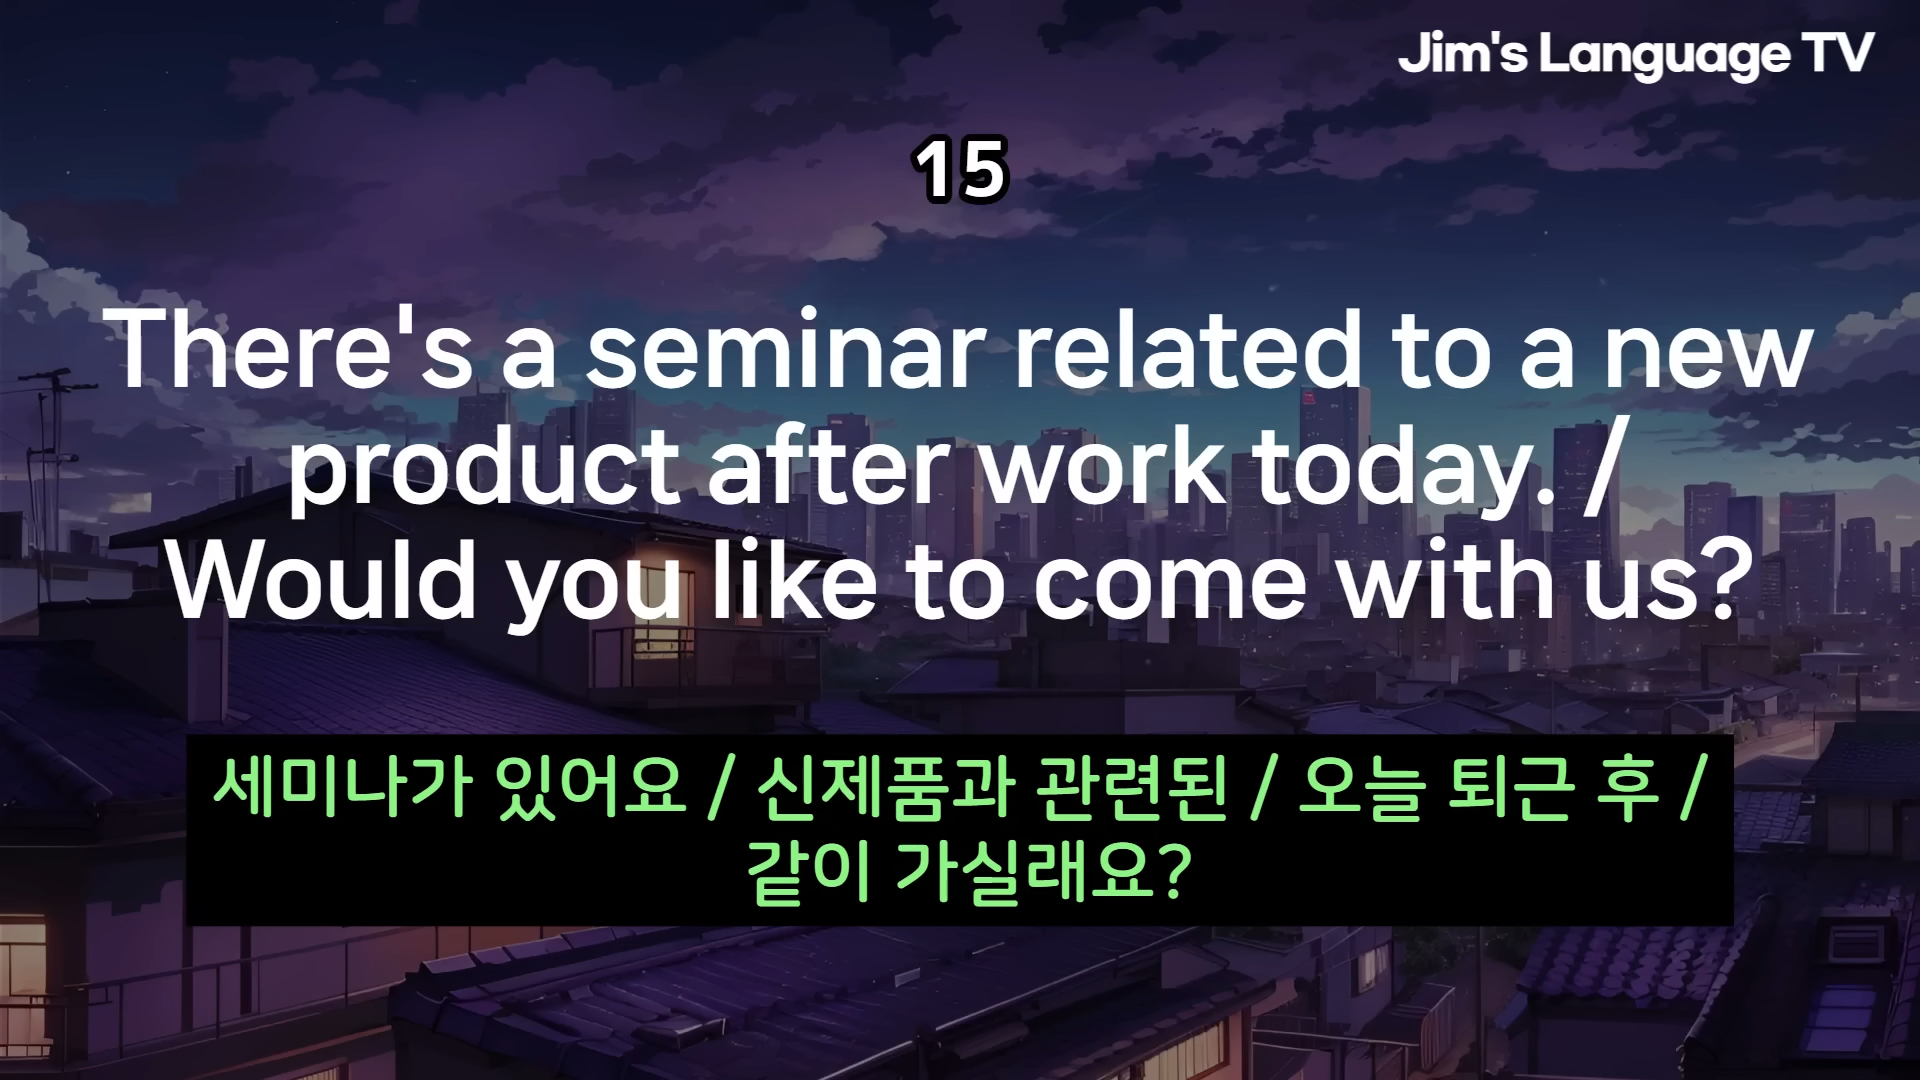 Jim's Language TV
15
There's a seminar related to a new
product after work today. /
Would you like to come with us?
세미나가 있어요 / 신제품과 관련된 / 오늘 퇴근 후 /
같이 가실래요?